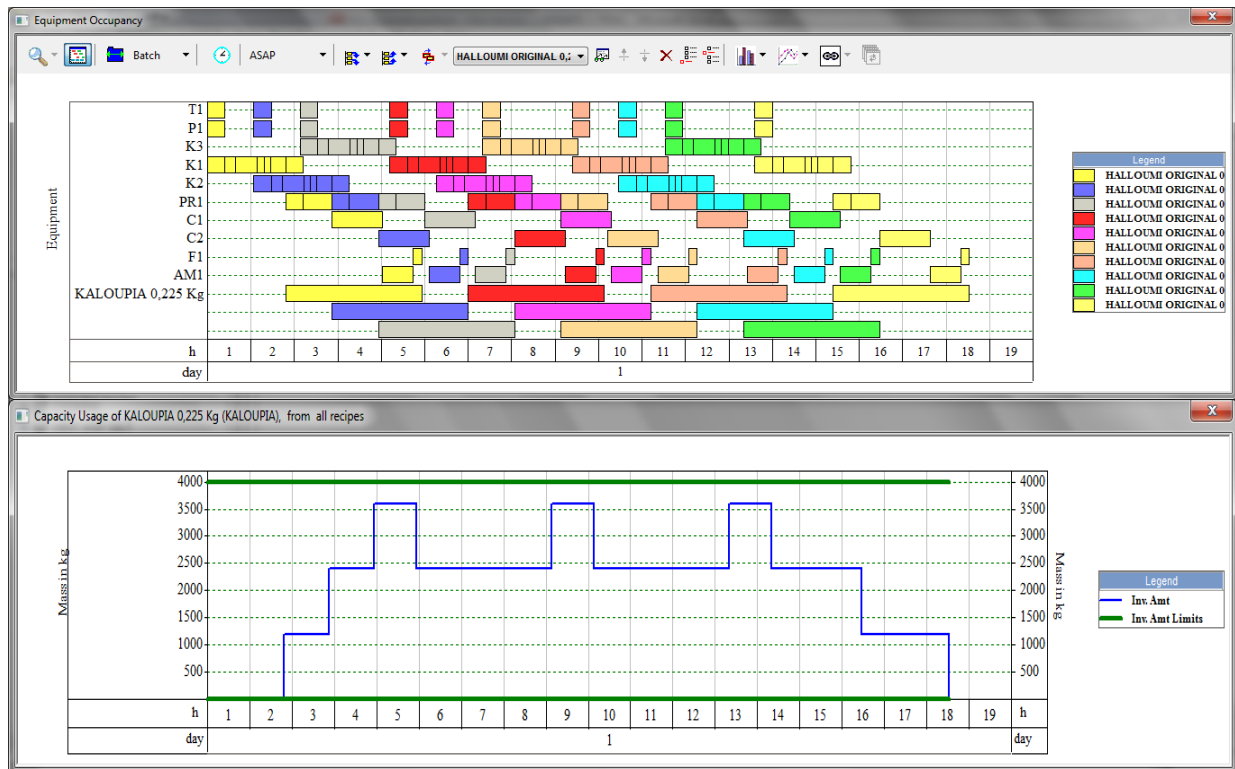 Equipment Occupancy
Batch ASAP HALLOUMI ORIGINAL 0,2
Equipment
T1
P1
K3
K1
K2
PR1
C1
C2
F1
AM1
KALOUPIA 0,225 Kg
h 1 2 3 4 5 6 7 8 9 10 11 12 13 14 15 16 17 18 19
day 1
Legend
HALLOUMI ORIGINAL 0
HALLOUMI ORIGINAL 0
HALLOUMI ORIGINAL 0
HALLOUMI ORIGINAL 0
HALLOUMI ORIGINAL 0
HALLOUMI ORIGINAL 0
HALLOUMI ORIGINAL 0
HALLOUMI ORIGINAL 0
HALLOUMI ORIGINAL 0
HALLOUMI ORIGINAL 0
Capacity Usage of KALOUPIA 0,225 Kg (KALOUPIA), from all recipes
Mass in kg
4000 4000
3500 3500
3000 3000
2500 2500
2000 2000
1500 1500
1000 1000
500 500
Mass in kg
h 1 2 3 4 5 6 7 8 9 10 11 12 13 14 15 16 17 18 19 h
day 1 day
Legend
Inv. Amt
Inv. Amt Limits